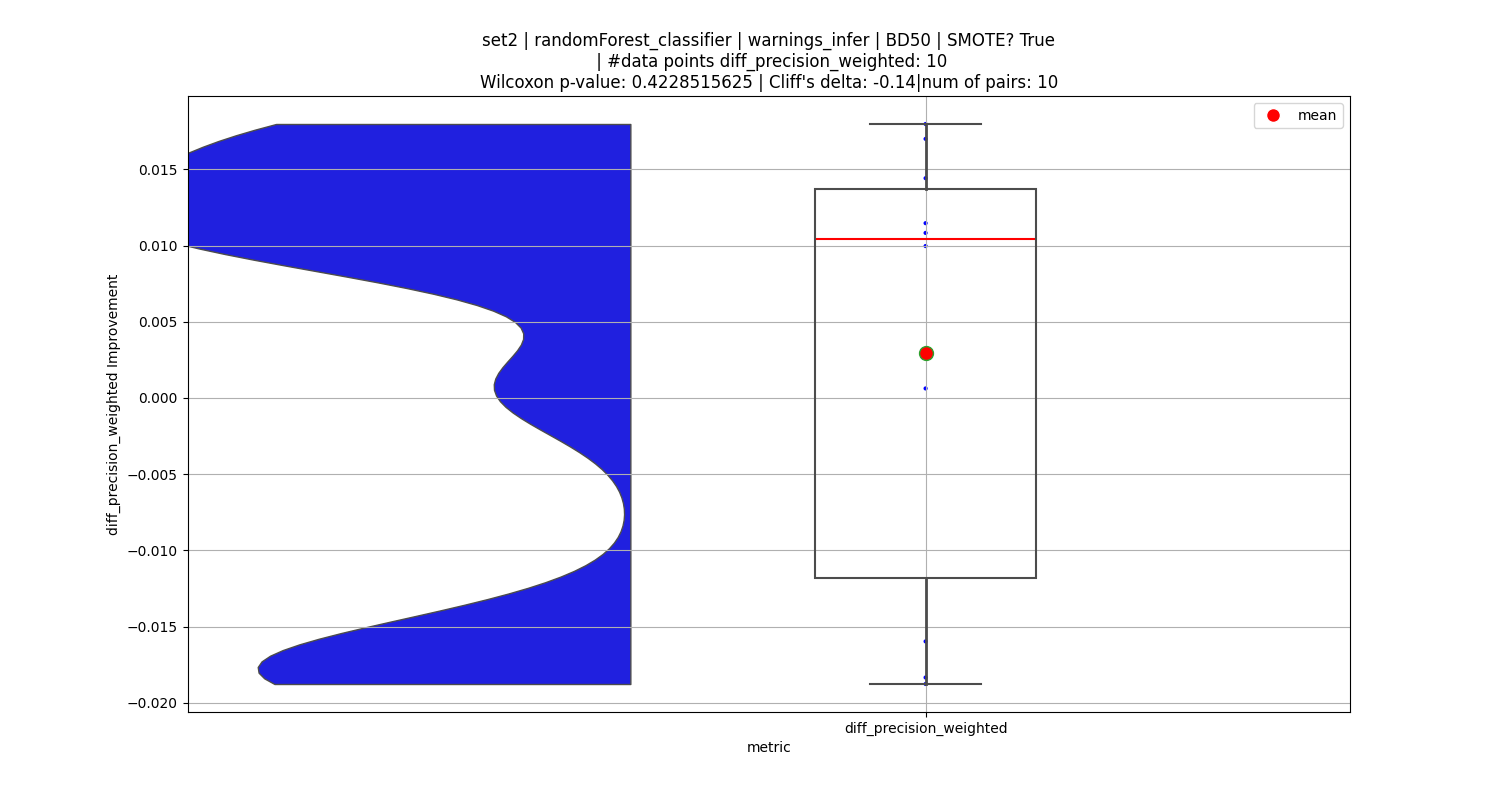 set2 | randomForest_classifier | warnings_infer | BD50 | SMOTE? True
| #data points diff_precision_weighted: 10
Wilcoxon p-value: 0.4228515625 | Cliff's delta: -0.14|num of pairs: 10
mean
0.015
0.010
0.005
0.000
−0.005
−0.010
−0.015
−0.020
diff_precision_weighted Improvement
diff_precision_weighted
metric